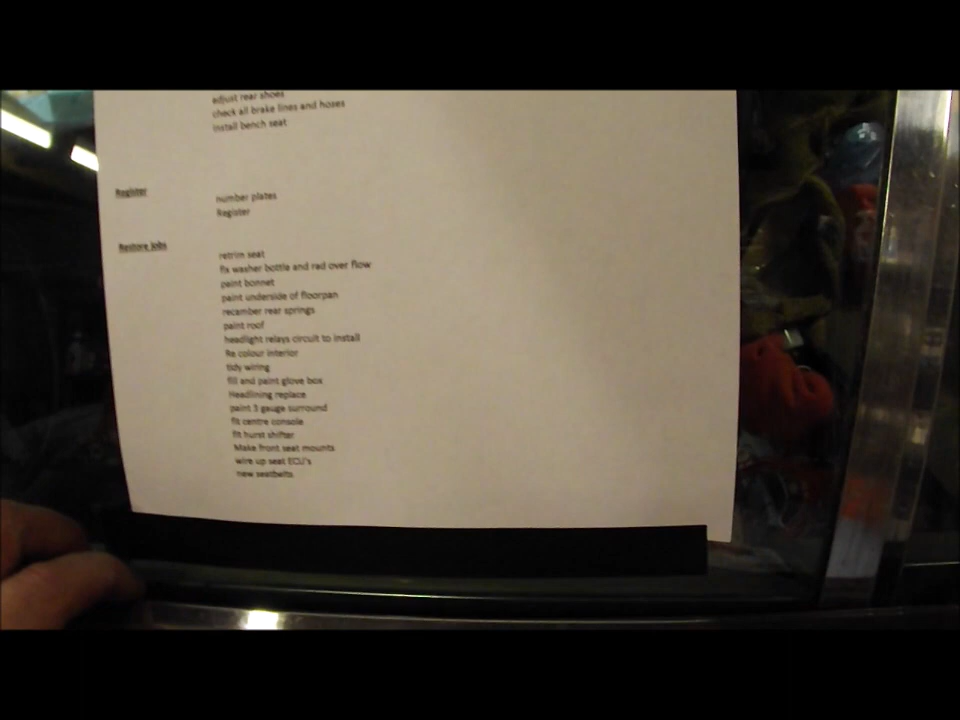 adjust rear shoes
check all brake lines and hoses
install bench seat
Register
number plates
Register
Restore Jobs
retrim seat
fix washer bottle and rad over flow
paint bonnet
paint underside of floorpan
recamber rear springs
paint roof
headlight relays circuit to install
Re colour interior
tidy wiring
fill and paint glove box
Headlining replace
paint 3 gauge surround
fit centre console
fit hurst shifter
Make front seat mounts
wire up seat ECU's
new seatbelts